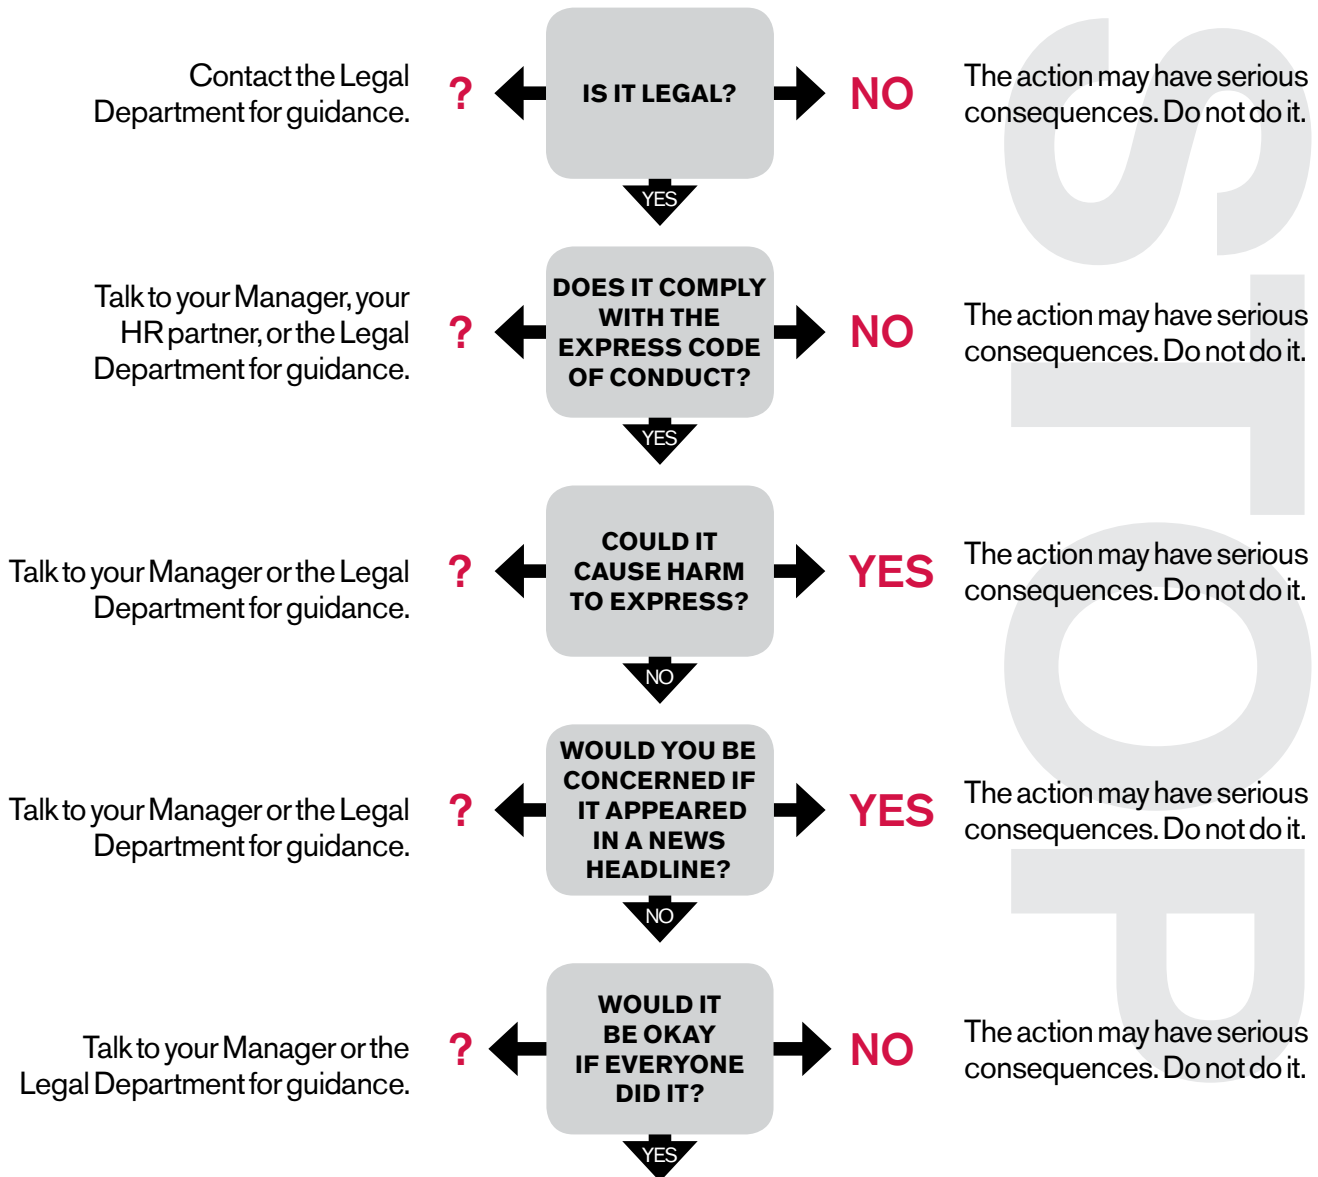 Contact the Legal
Department for guidance.
?
IS IT LEGAL?
NO
The action may have serious
consequences. Do not do it.
YES
Talk to your Manager, your
HR partner, or the Legal
Department for guidance.
?
DOES IT COMPLY
WITH THE
EXPRESS CODE
OF CONDUCT?
NO
The action may have serious
consequences. Do not do it.
YES
Talk to your Manager or the Legal
Department for guidance.
?
COULD IT
CAUSE HARM
TO EXPRESS?
YES
The action may have serious
consequences. Do not do it.
NO
Talk to your Manager or the Legal
Department for guidance.
?
WOULD YOU BE
CONCERNED IF
IT APPEARED
IN A NEWS
HEADLINE?
YES
The action may have serious
consequences. Do not do it.
NO
Talk to your Manager or the
Legal Department for guidance.
?
WOULD IT
BE OKAY
IF EVERYONE
DID IT?
NO
The action may have serious
consequences. Do not do it.
YES
STOP